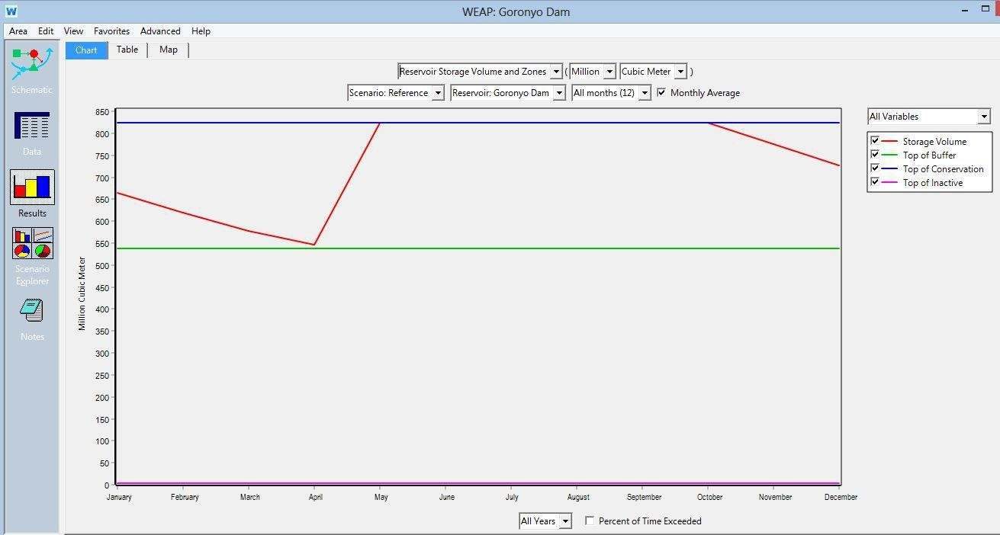 W WEAP: Goronyo Dam
Area Edit View Favorites Advanced Help
Schematic
Data
Results
Scenario
Explorer
Notes
Chart Table Map
Reservoir Storage Volume and Zones ( Million Cubic Meter )
Scenario: Reference Reservoir: Goronyo Dam All months (12) Monthly Average
Million Cubic Meter
850
800
750
700
650
600
550
500
450
400
350
300
250
200
150
100
50
0
January February March April May June July August September October November December
All Variables
Storage Volume
Top of Buffer
Top of Conservation
Top of Inactive
All Years Percent of Time Exceeded